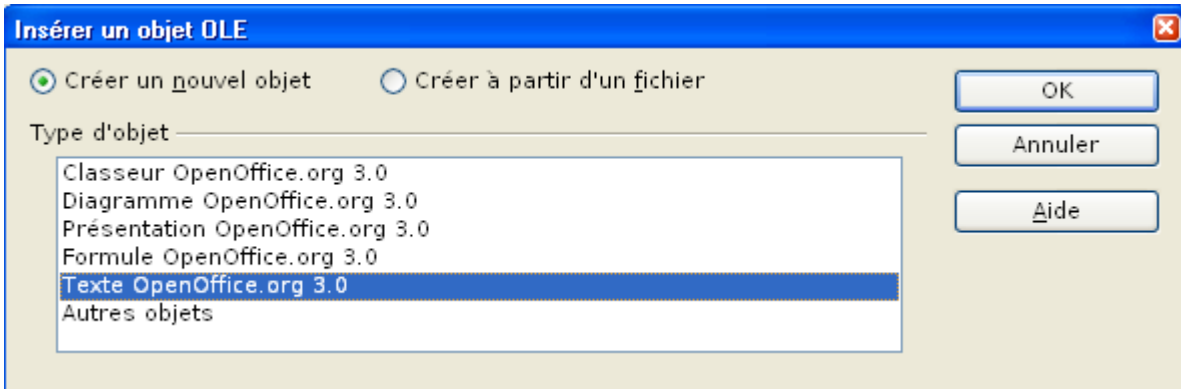 Insérer un objet OLE
Créer un nouvel objet Créer à partir d'un fichier
OK
Type d'objet
Annuler
Classeur OpenOffice.org 3.0
Diagramme OpenOffice.org 3.0
Présentation OpenOffice.org 3.0
Aide
Formule OpenOffice.org 3.0
Texte OpenOffice.org 3.0
Autres objets